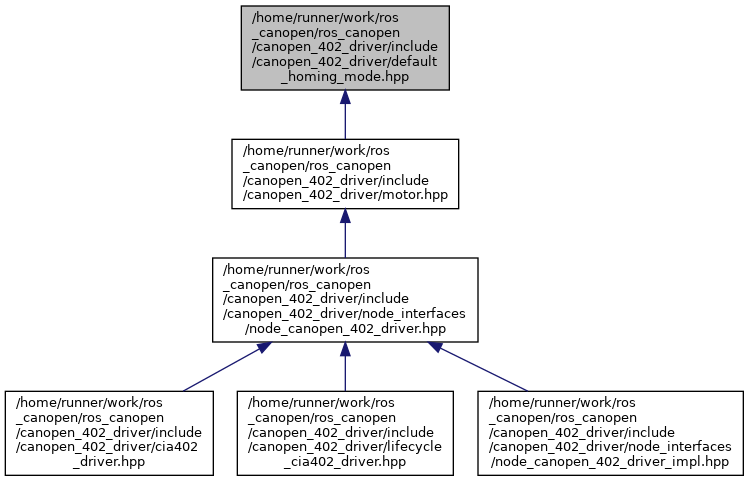 /home/runner/work/ros
_canopen/ros_canopen
/canopen_402_driver/include
/canopen_402_driver/default
_homing_mode.hpp
/home/runner/work/ros
_canopen/ros_canopen
/canopen_402_driver/include
/canopen_402_driver/motor.hpp
/home/runner/work/ros
_canopen/ros_canopen
/canopen_402_driver/include
/canopen_402_driver/node_interfaces
/node_canopen_402_driver.hpp
/home/runner/work/ros
_canopen/ros_canopen
/canopen_402_driver/include
/canopen_402_driver/cia402
_driver.hpp
/home/runner/work/ros
_canopen/ros_canopen
/canopen_402_driver/include
/canopen_402_driver/lifecycle
_cia402_driver.hpp
/home/runner/work/ros
_canopen/ros_canopen
/canopen_402_driver/include
/canopen_402_driver/node_interfaces
/node_canopen_402_driver_impl.hpp